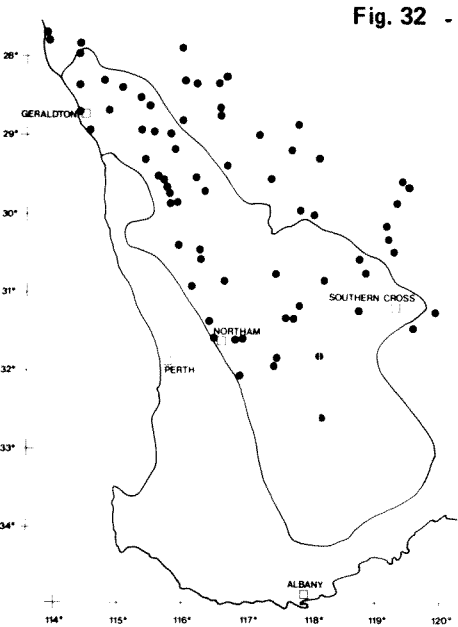 Fig. 32 -
28°
GERALDTON
29°
30°
31°
SOUTHERN CROSS
NORTHAM
32°
PERTH
33°
34°
ALBANY
114° 115° 116° 117° 118° 119° 120°